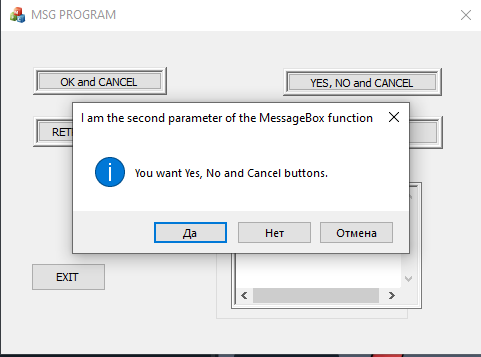 MSG PROGRAM
OK and CANCEL
YES, NO and CANCEL
I am the second parameter of the MessageBox function
You want Yes, No and Cancel buttons.
Да
Нет
Отмена
EXIT